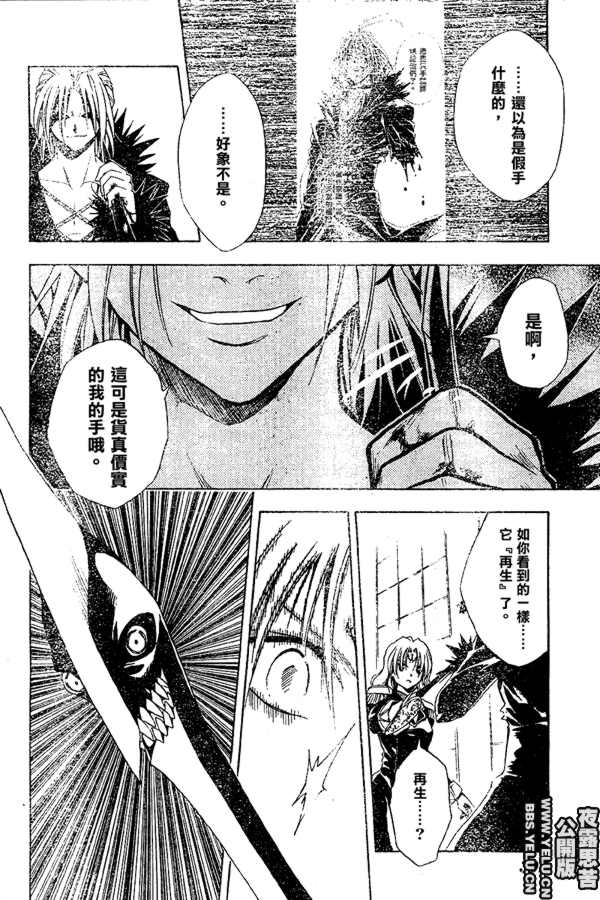 ……還以為是假手
什麼的，
……好象不是。
是啊，
這可是貨真價實
的我的手哦。
如你看到的一樣……
它『再生』了。
再生……？
夜露思苦
公開版
WWW.YELU.CN
BBS.YELU.CN